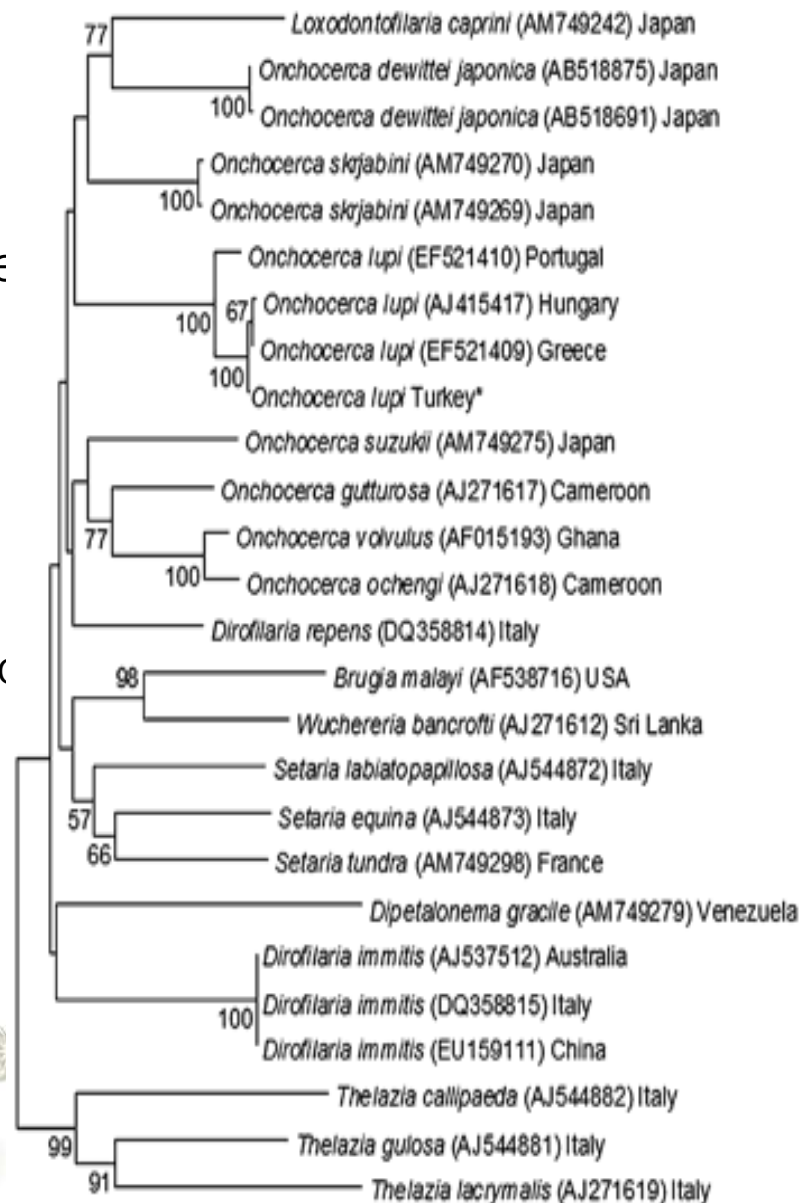 77
Loxodontofilaria caprini (AM749242) Japan
Onchocerca dewittei japonica (AB518875) Japan
100
Onchocerca dewittei japonica (AB518691) Japan
Onchocerca skrjabini (AM749270) Japan
100
Onchocerca skrjabini (AM749269) Japan
Onchocerca lupi (EF521410) Portugal
100
67
Onchocerca lupi (AJ415417) Hungary
Onchocerca lupi (EF521409) Greece
100
Onchocerca lupi Turkey*
Onchocerca suzukii (AM749275) Japan
Onchocerca gutturosa (AJ271617) Cameroon
77
Onchocerca volvulus (AF015193) Ghana
100
Onchocerca ochengi (AJ271618) Cameroon
Dirofilaria repens (DQ358814) Italy
98
Brugia malayi (AF538716) USA
Wuchereria bancrofti (AJ271612) Sri Lanka
Setaria labiatopapillosa (AJ544872) Italy
57
Setaria equina (AJ544873) Italy
66
Setaria tundra (AM749298) France
Dipetalonema gracile (AM749279) Venezuela
Dirofilaria immitis (AJ537512) Australia
Dirofilaria immitis (DQ358815) Italy
100
Dirofilaria immitis (EU159111) China
Thelazia callipaeda (AJ544882) Italy
99
Thelazia gulosa (AJ544881) Italy
91
Thelazia lacrymalis (AJ271619) Italy